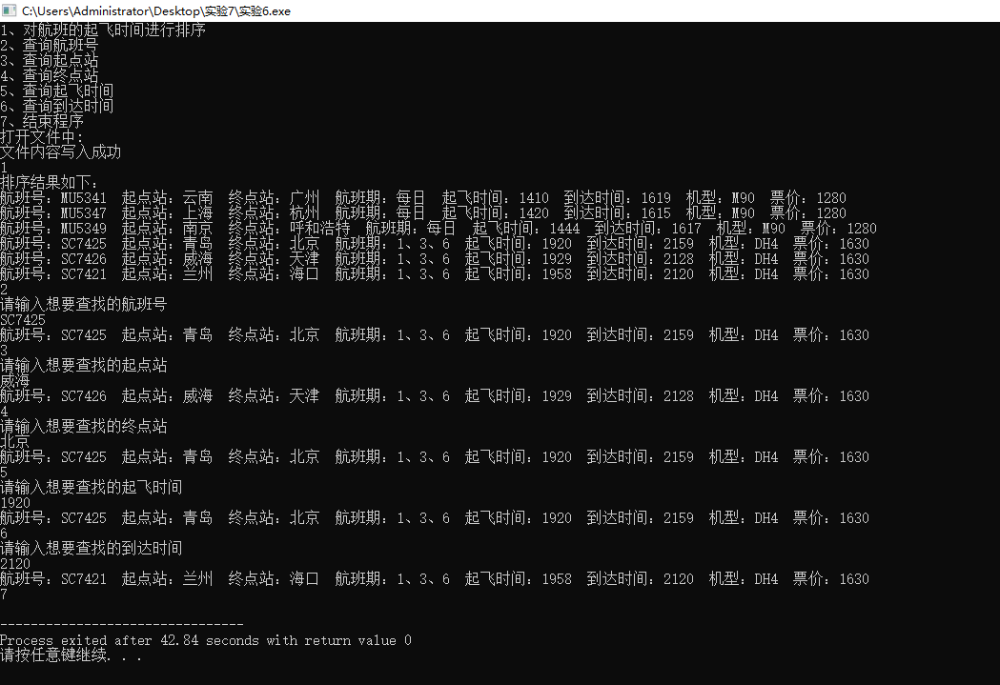 C:\Users\Administrator\Desktop\实验7\实验6.exe
1、对航班的起飞时间进行排序
2、查询航班号
3、查询起点站
4、查询终点站
5、查询起飞时间
6、查询到达时间
7、结束程序
打开文件中:
文件内容写入成功
1
排序结果如下:
航班号: MU5341 起点站: 云南 终点站: 广州 航班期: 每日 起飞时间: 1410 到达时间: 1619 机型: M90 票价: 1280
航班号: MU5347 起点站: 上海 终点站: 杭州 航班期: 每日 起飞时间: 1420 到达时间: 1615 机型: M90 票价: 1280
航班号: MU5349 起点站: 南京 终点站: 呼和浩特 航班期: 每日 起飞时间: 1444 到达时间: 1617 机型: M90 票价: 1280
航班号: SC7425 起点站: 青岛 终点站: 北京 航班期: 1、3、6 起飞时间: 1920 到达时间: 2159 机型: DH4 票价: 1630
航班号: SC7426 起点站: 威海 终点站: 天津 航班期: 1、3、6 起飞时间: 1929 到达时间: 2128 机型: DH4 票价: 1630
航班号: SC7421 起点站: 兰州 终点站: 海口 航班期: 1、3、6 起飞时间: 1958 到达时间: 2120 机型: DH4 票价: 1630
2
请输入想要查找的航班号
SC7425
航班号: SC7425 起点站: 青岛 终点站: 北京 航班期: 1、3、6 起飞时间: 1920 到达时间: 2159 机型: DH4 票价: 1630
3
请输入想要查找的起点站
威海
航班号: SC7426 起点站: 威海 终点站: 天津 航班期: 1、3、6 起飞时间: 1929 到达时间: 2128 机型: DH4 票价: 1630
4
请输入想要查找的终点站
北京
航班号: SC7425 起点站: 青岛 终点站: 北京 航班期: 1、3、6 起飞时间: 1920 到达时间: 2159 机型: DH4 票价: 1630
5
请输入想要查找的起飞时间
1920
航班号: SC7425 起点站: 青岛 终点站: 北京 航班期: 1、3、6 起飞时间: 1920 到达时间: 2159 机型: DH4 票价: 1630
6
请输入想要查找的到达时间
2120
航班号: SC7421 起点站: 兰州 终点站: 海口 航班期: 1、3、6 起飞时间: 1958 到达时间: 2120 机型: DH4 票价: 1630
7
--------------------------------
Process exited after 42.84 seconds with return value 0
请按任意键继续. . .